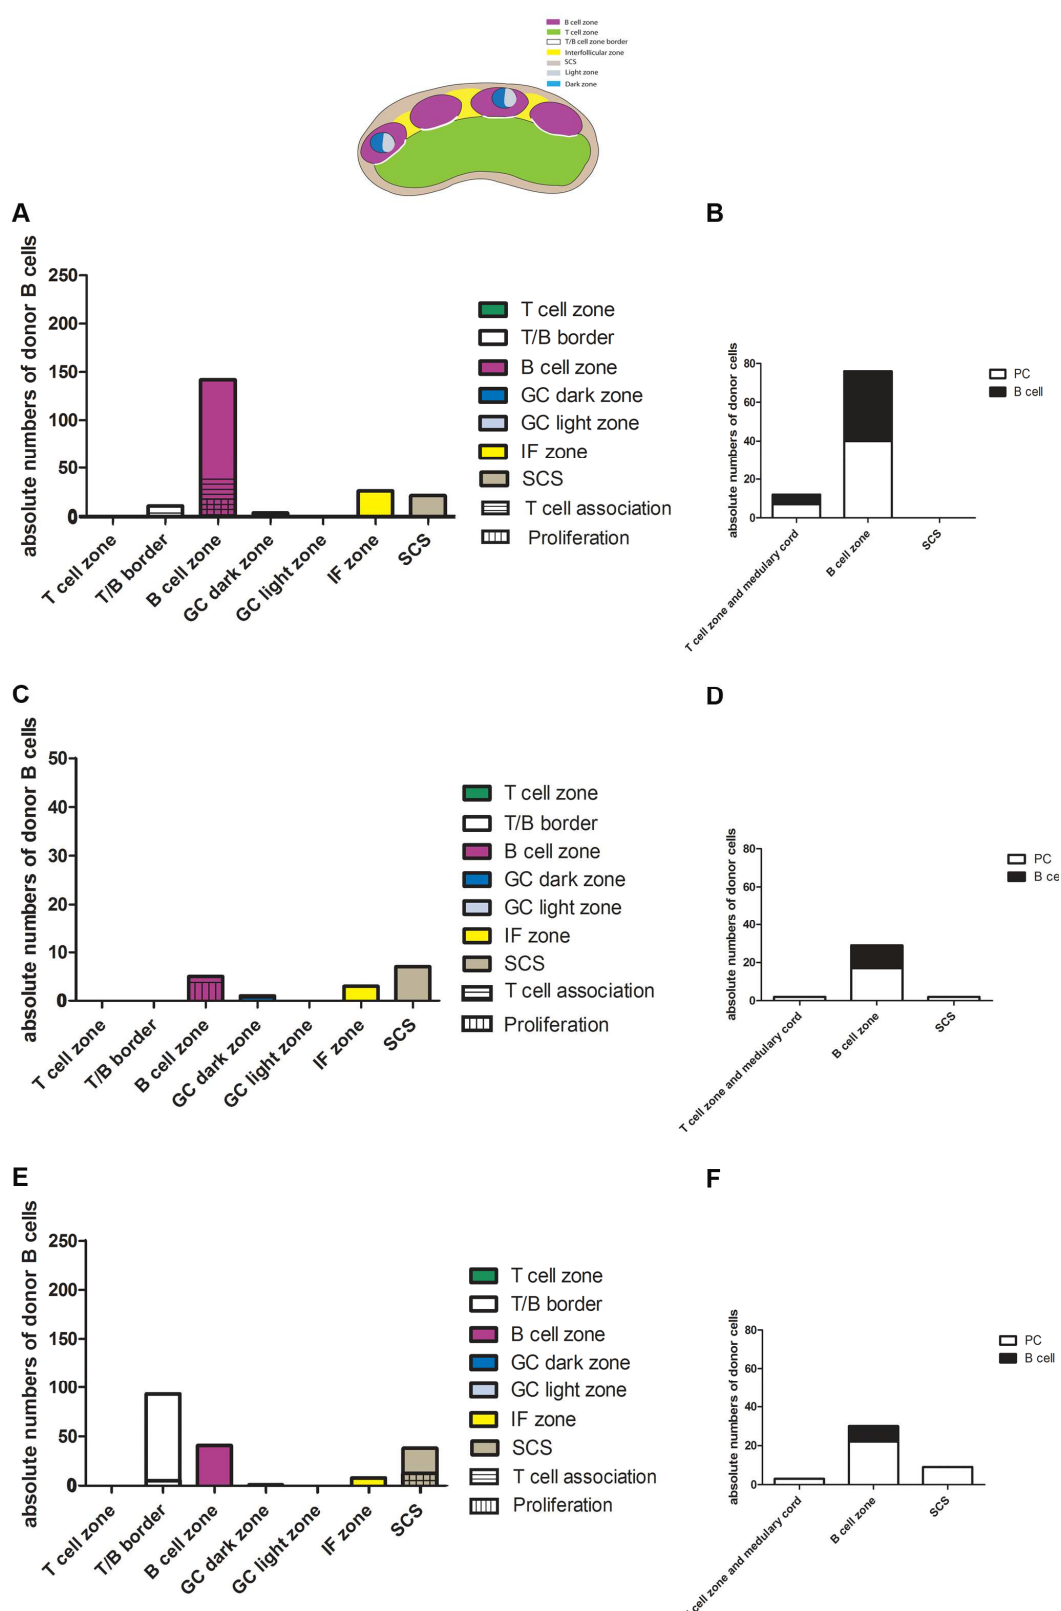 B cell zone
T cell zone
T/B cell zone border
Interfollicular zone
SCS
Light zone
Dark zone
A
absolute numbers of donor B cells
250
200
150
100
50
0
T cell zone
T/B border
B cell zone
GC dark zone
GC light zone
IF zone
SCS
T cell zone
T/B border
B cell zone
GC dark zone
GC light zone
IF zone
SCS
T cell association
Proliferation
B
absolute numbers of donor cells
80
60
40
20
0
T cell zone and medulary cord
B cell zone
SCS
PC
B cell
C
absolute numbers of donor B cells
50
40
30
20
10
0
T cell zone
T/B border
B cell zone
GC dark zone
GC light zone
IF zone
SCS
T cell zone
T/B border
B cell zone
GC dark zone
GC light zone
IF zone
SCS
T cell association
Proliferation
D
absolute numbers of donor cells
80
60
40
20
0
T cell zone and medulary cord
B cell zone
SCS
PC
B ce
E
absolute numbers of donor B cells
250
200
150
100
50
0
T cell zone
T/B border
B cell zone
GC dark zone
GC light zone
IF zone
SCS
T cell zone
T/B border
B cell zone
GC dark zone
GC light zone
IF zone
SCS
T cell association
Proliferation
F
absolute numbers of donor cells
80
60
40
20
0
cell zone and medulary cord
B cell zone
SCS
PC
B cell